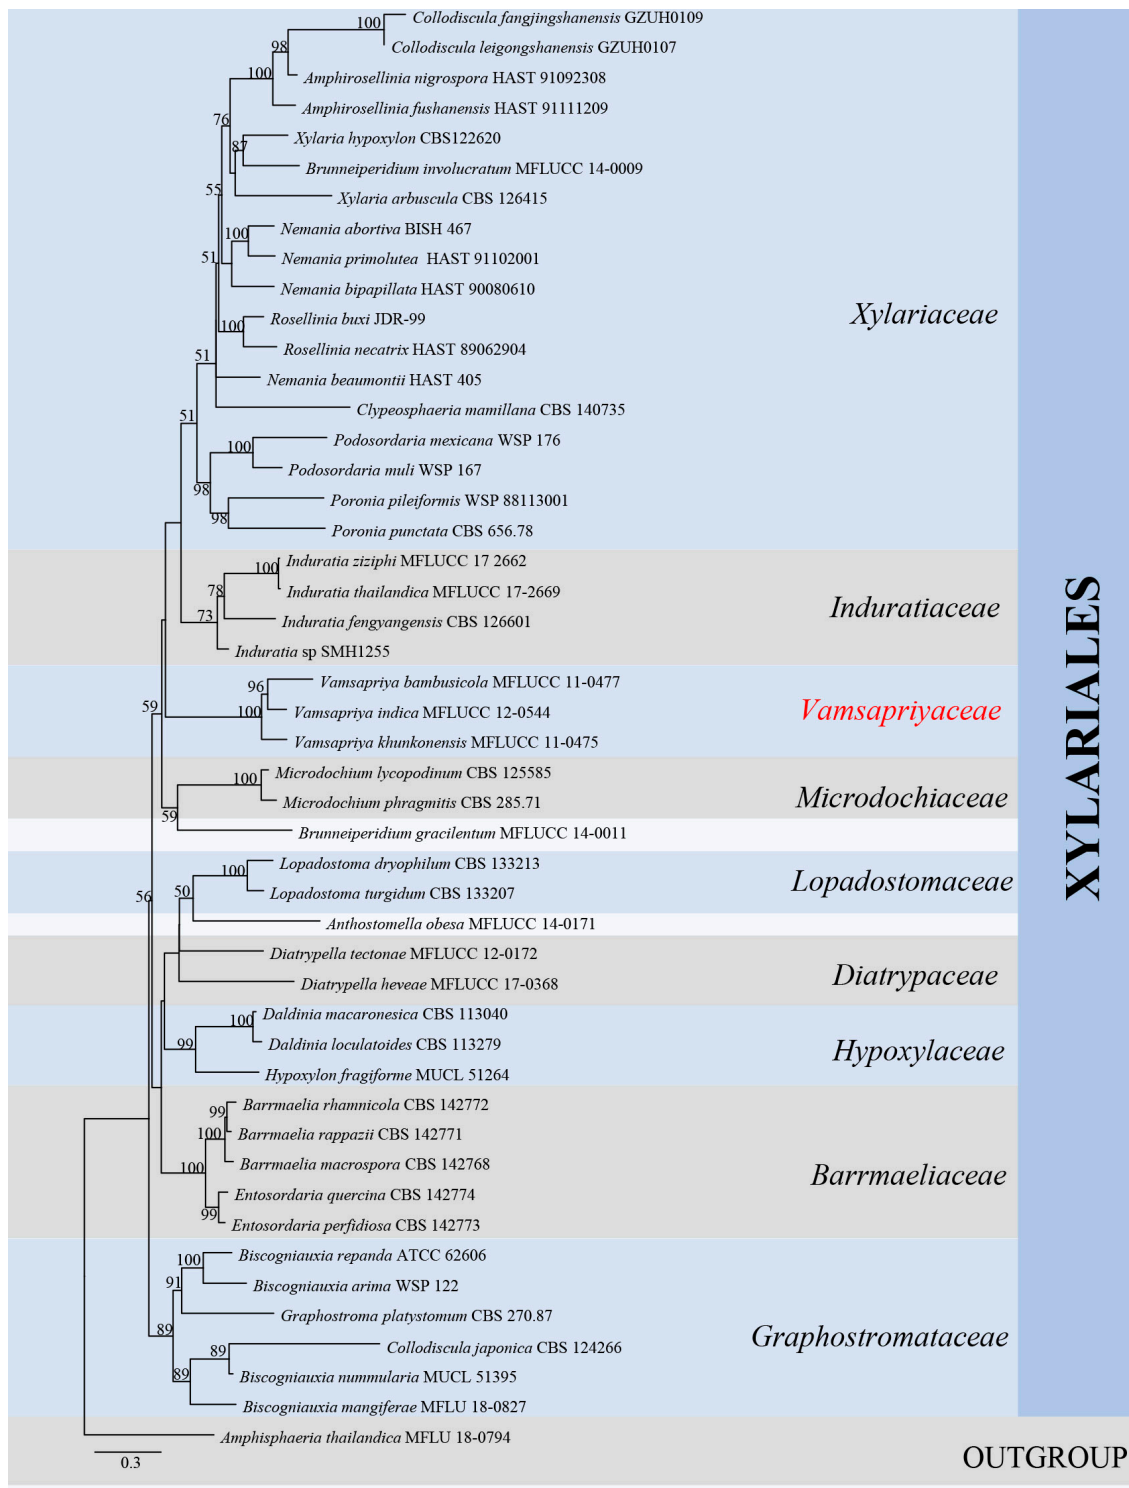 Collodiscula fangjingshanensis GZUH0109
100
Collodiscula leigongshanensis GZUH0107
98
100
Amphirosellinia nigrospora HAST 91092308
Amphirosellinia fushanensis HAST 91111209
76
Xylaria hypoxylon CBS122620
87
Brunneiperidium involucratum MFLUCC 14-0009
55
Xylaria arbuscula CBS 126415
Nemania abortiva BISH 467
100
51
Nemania primolutea HAST 91102001
Nemania bipapillata HAST 90080610
Xylariaceae
Rosellinia buxi JDR-99
100
Rosellinia necatrix HAST 89062904
51
Nemania beaumontii HAST 405
Clypeosphaeria mamillana CBS 140735
51
Podosordaria mexicana WSP 176
100
Podosordaria muli WSP 167
98
Poronia pileiformis WSP 88113001
98
Poronia punctata CBS 656.78
Induratia ziziphi MFLUCC 17 2662
100
78
Induratia thailandica MFLUCC 17-2669
Induratiaceae
73
Induratia fengyangensis CBS 126601
Induratia sp SMH1255
Vamsapriya bambusicola MFLUCC 11-0477
96
59
100
Vamsapriya indica MFLUCC 12-0544
Vamsapriyaceae
Vamsapriya khunkonensis MFLUCC 11-0475
Microdochium lycopodinum CBS 125585
100
Microdochium phragmitis CBS 285.71
Microdochiaceae
59
Brunneiperidium gracilentum MFLUCC 14-0011
XYLARIALES
Lopadostoma dryophilum CBS 133213
100
Lopadostomaceae
56
50
Lopadostoma turgidum CBS 133207
Anthostomella obesa MFLUCC 14-0171
Diatrypella tectonae MFLUCC 12-0172
Diatrypaceae
Diatrypella heveae MFLUCC 17-0368
Daldinia macaronesica CBS 113040
100
99
Daldinia loculatoides CBS 113279
Hypoxylaceae
Hypoxylon fragiforme MUCL 51264
Barrmaelia rhamnicola CBS 142772
99
100
Barrmaelia rappazii CBS 142771
100
Barrmaelia macrospora CBS 142768
Barrmaeliaceae
Entosordaria quercina CBS 142774
99
Entosordaria perfidiosa CBS 142773
Biscogniauxia repanda ATCC 62606
100
91
Biscogniauxia arima WSP 122
Graphostroma platystomum CBS 270.87
89
Graphostromataceae
Collodiscula japonica CBS 124266
89
89
Biscogniauxia nummularia MUCL 51395
Biscogniauxia mangiferae MFLU 18-0827
Amphisphaeria thailandica MFLU 18-0794
0.3
OUTGROUP